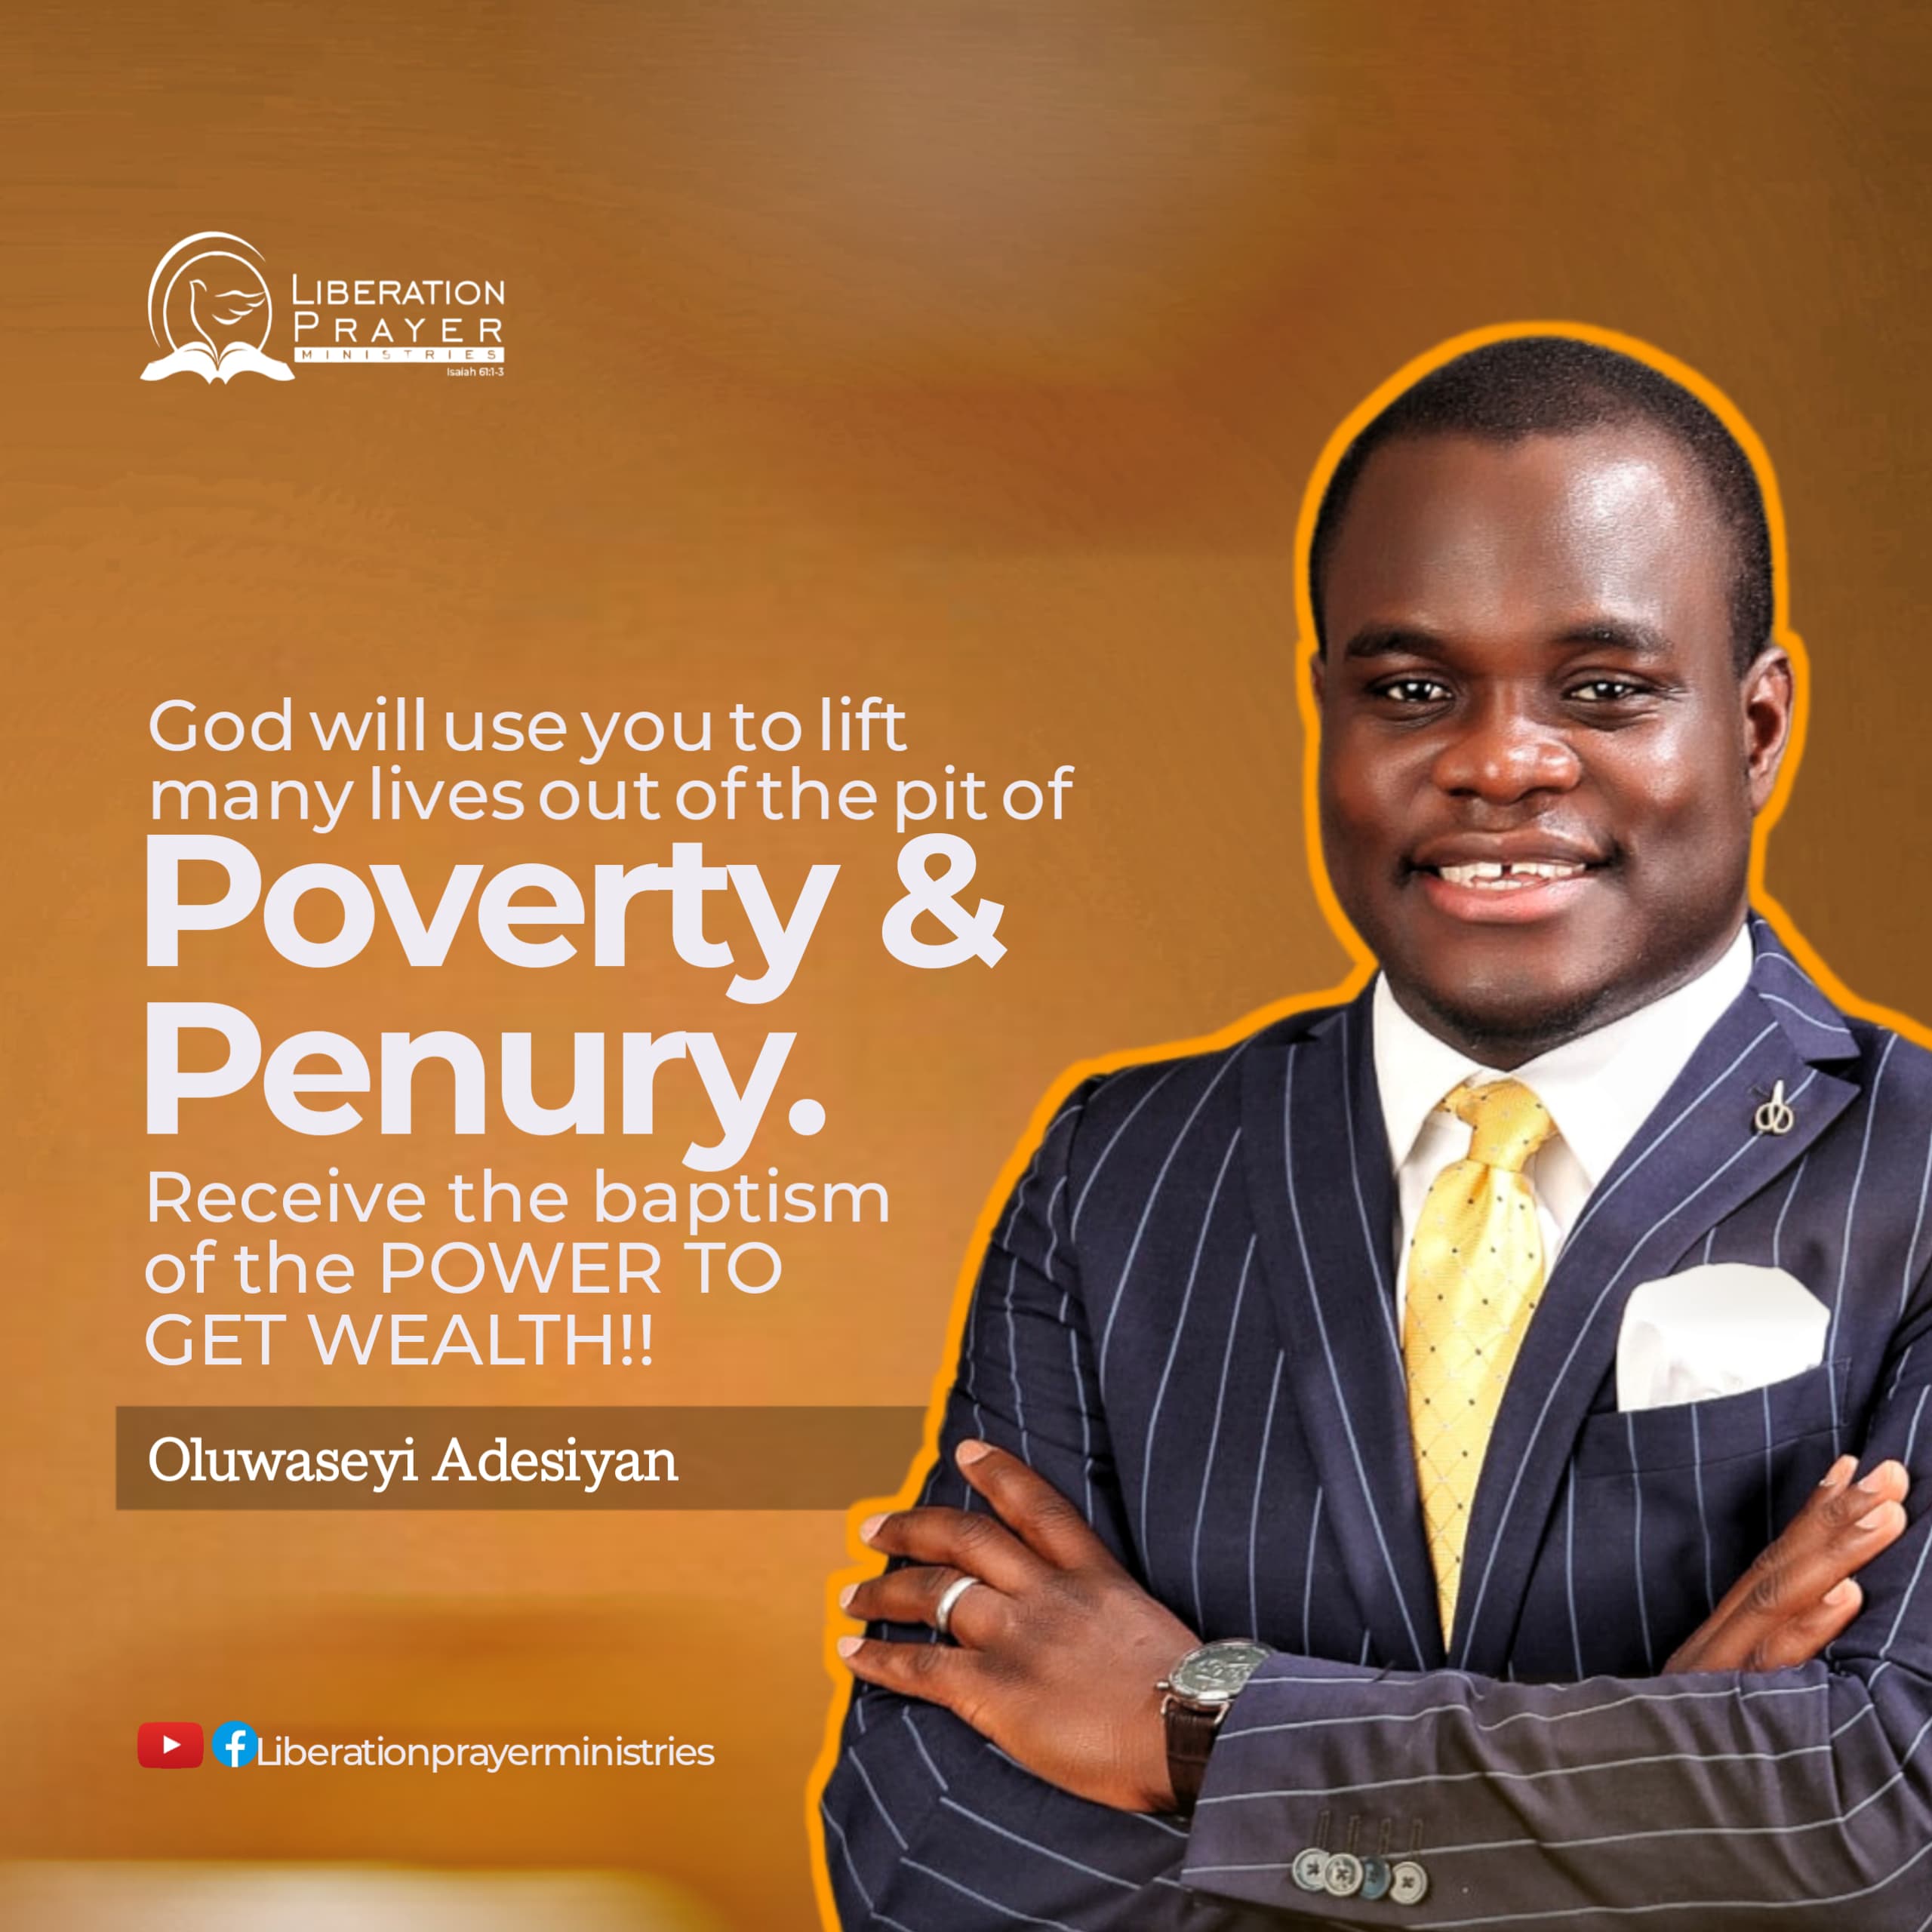 LIBERATION
PRAYER
MINISTRIES
Isaiah 61:1-3
God will use you to lift
many lives out of the pit of
Poverty &
Penury.
Receive the baptism
of the POWER TO
GET WEALTH!!
Oluwaseyi Adesiyan
Liberationprayerministries